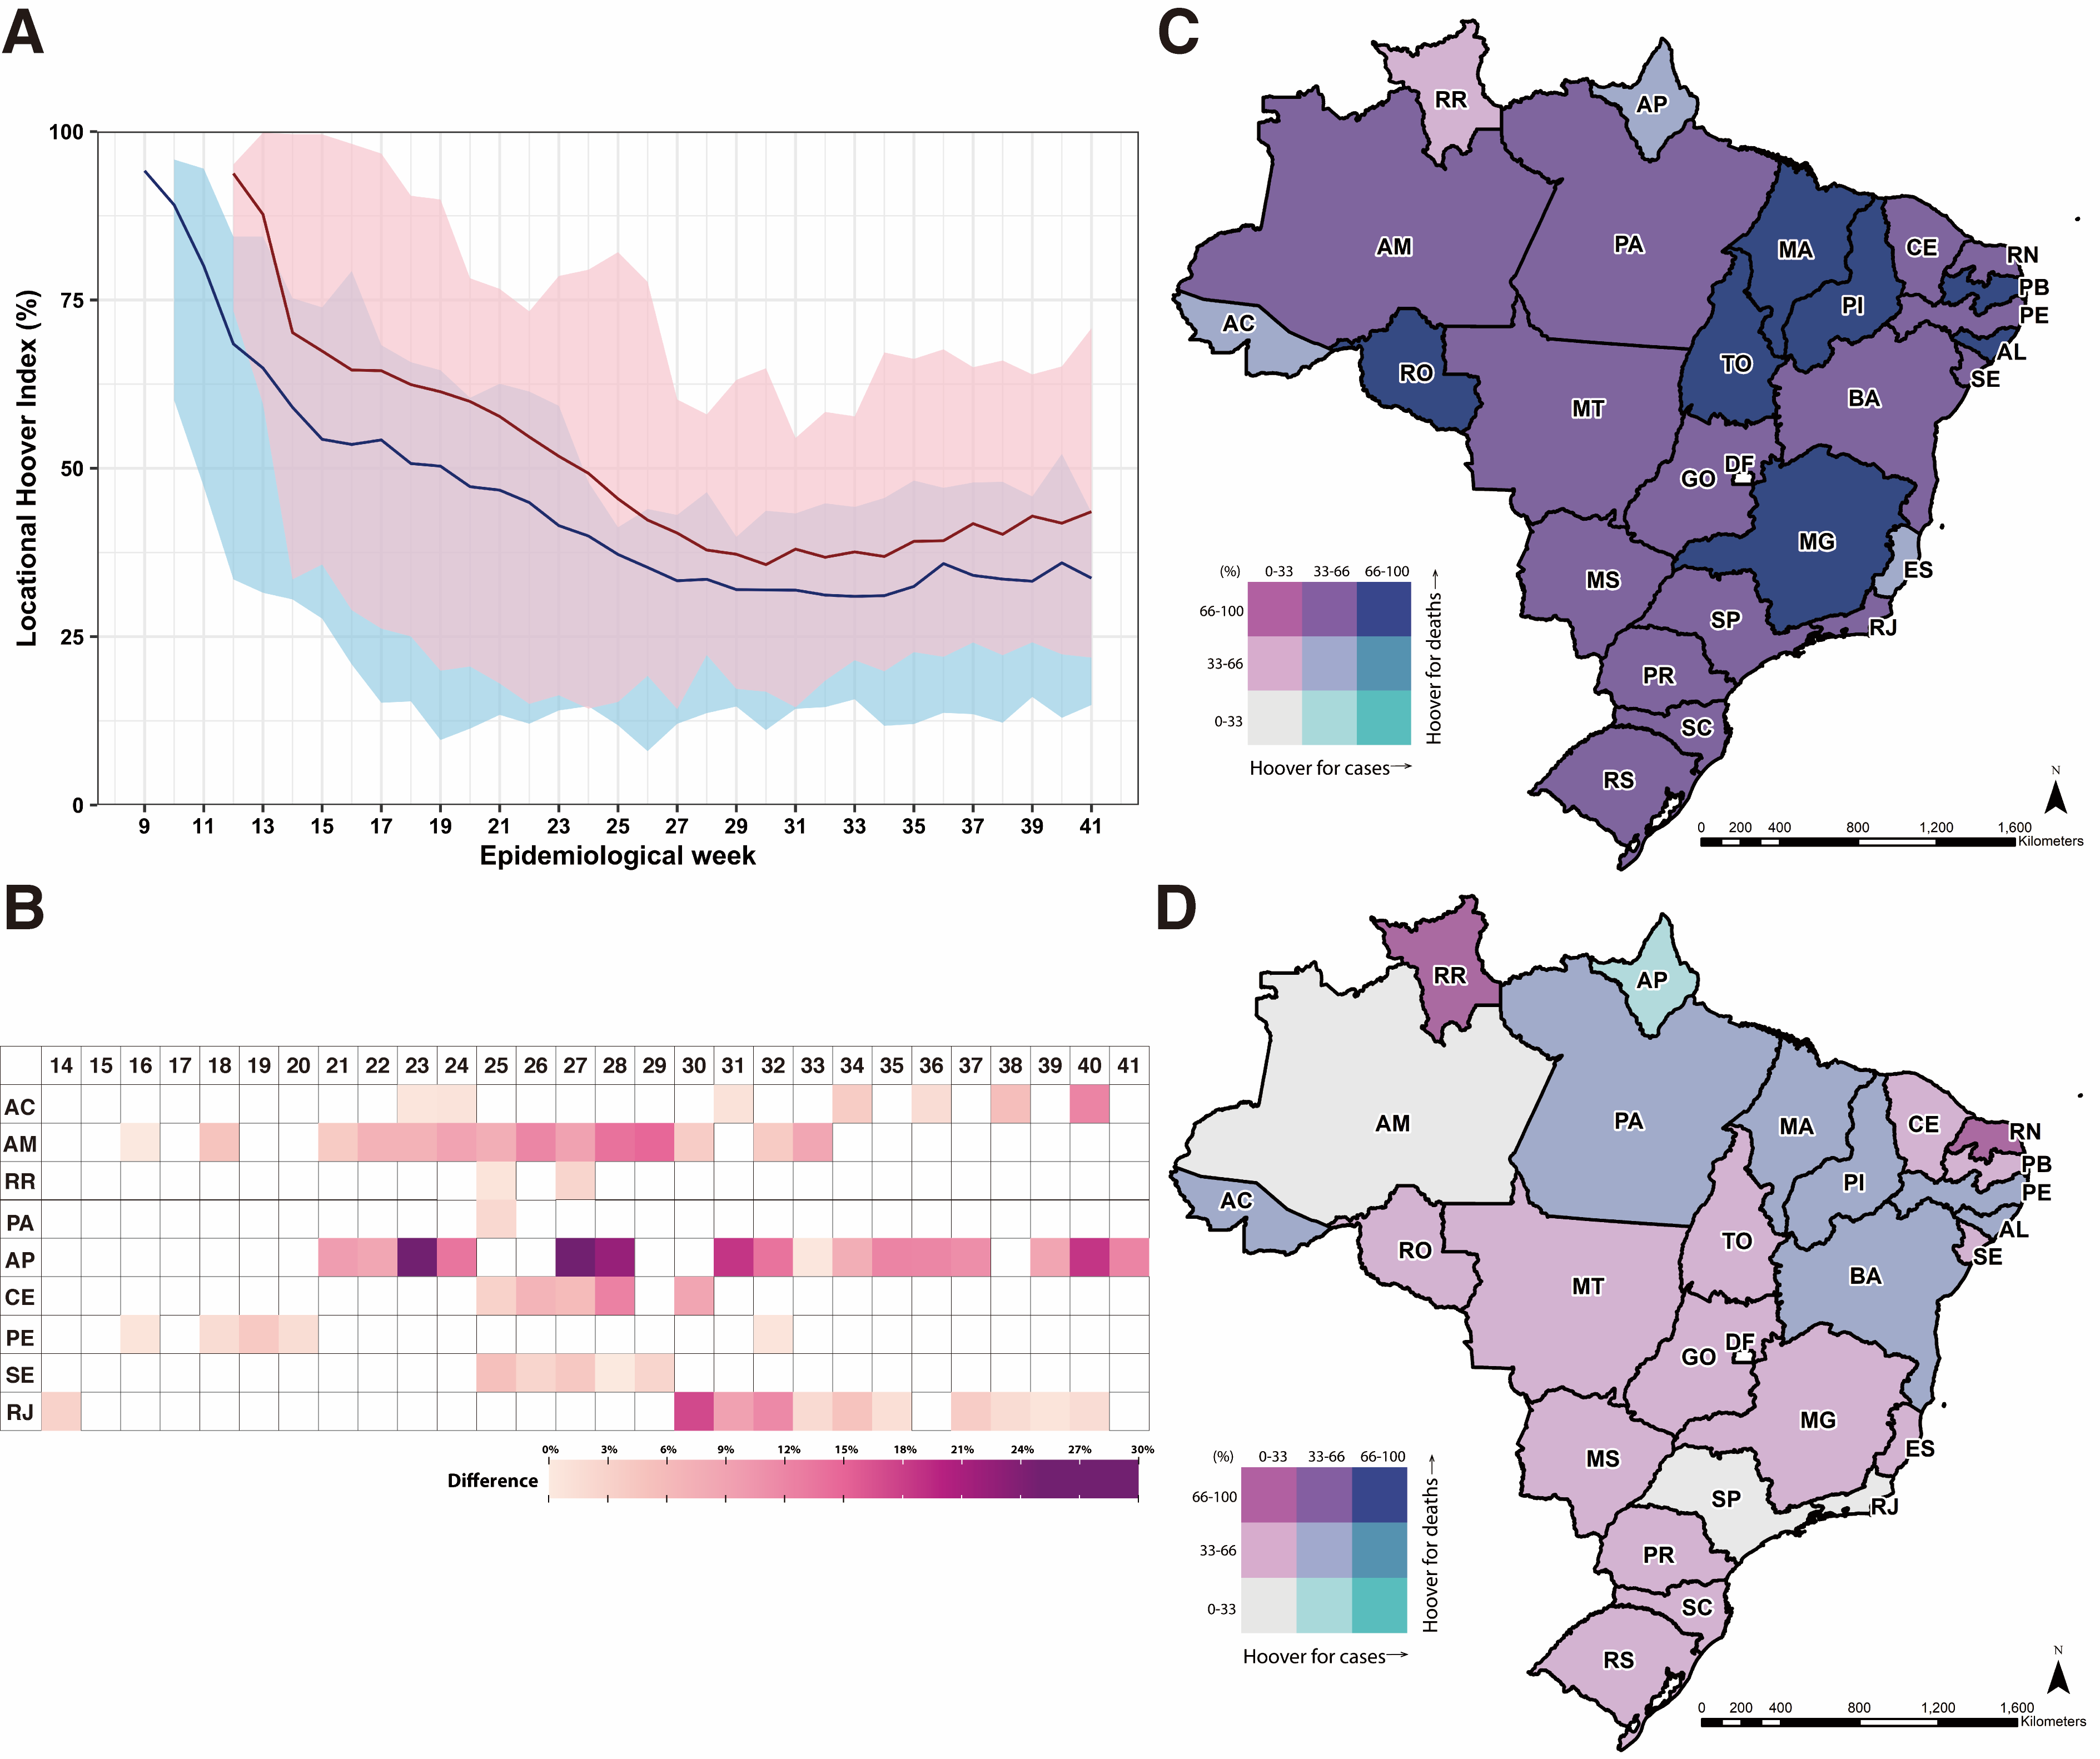 A
Locational Hoover Index (%)
100
75
50
25
0
9 11 13 15 17 19 21 23 25 27 29 31 33 35 37 39 41
Epidemiological week
B
14 15 16 17 18 19 20 21 22 23 24 25 26 27 28 29 30 31 32 33 34 35 36 37 38 39 40 41
AC
AM
RR
PA
AP
CE
PE
SE
RJ
0% 3% 6% 9% 12% 15% 18% 21% 24% 27% 30%
Difference
C
RR
AP
AM
PA
MA
CE
RN
PB
PI
PE
AC
AL
TO
RO
SE
BA
MT
DF
GO
MG
ES
MS
SP
RJ
PR
SC
RS
(%) 0-33 33-66 66-100
66-100
33-66
0-33
Hoover for deaths
Hoover for cases
N
0 200 400 800 1,200 1,600
Kilometers
D
RR
AP
AM
PA
MA
CE
RN
PB
PI
PE
AC
AL
TO
RO
SE
BA
MT
DF
GO
MG
ES
MS
SP
RJ
PR
SC
RS
(%) 0-33 33-66 66-100
66-100
33-66
0-33
Hoover for deaths
Hoover for cases
N
0 200 400 800 1,200 1,600
Kilometers